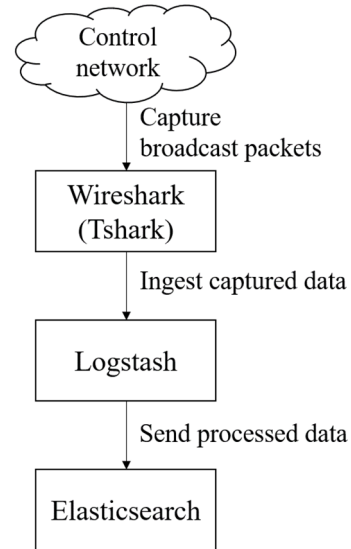 Control
network
Capture
broadcast packets
Wireshark
(Tshark)
Ingest captured data
Logstash
Send processed data
Elasticsearch